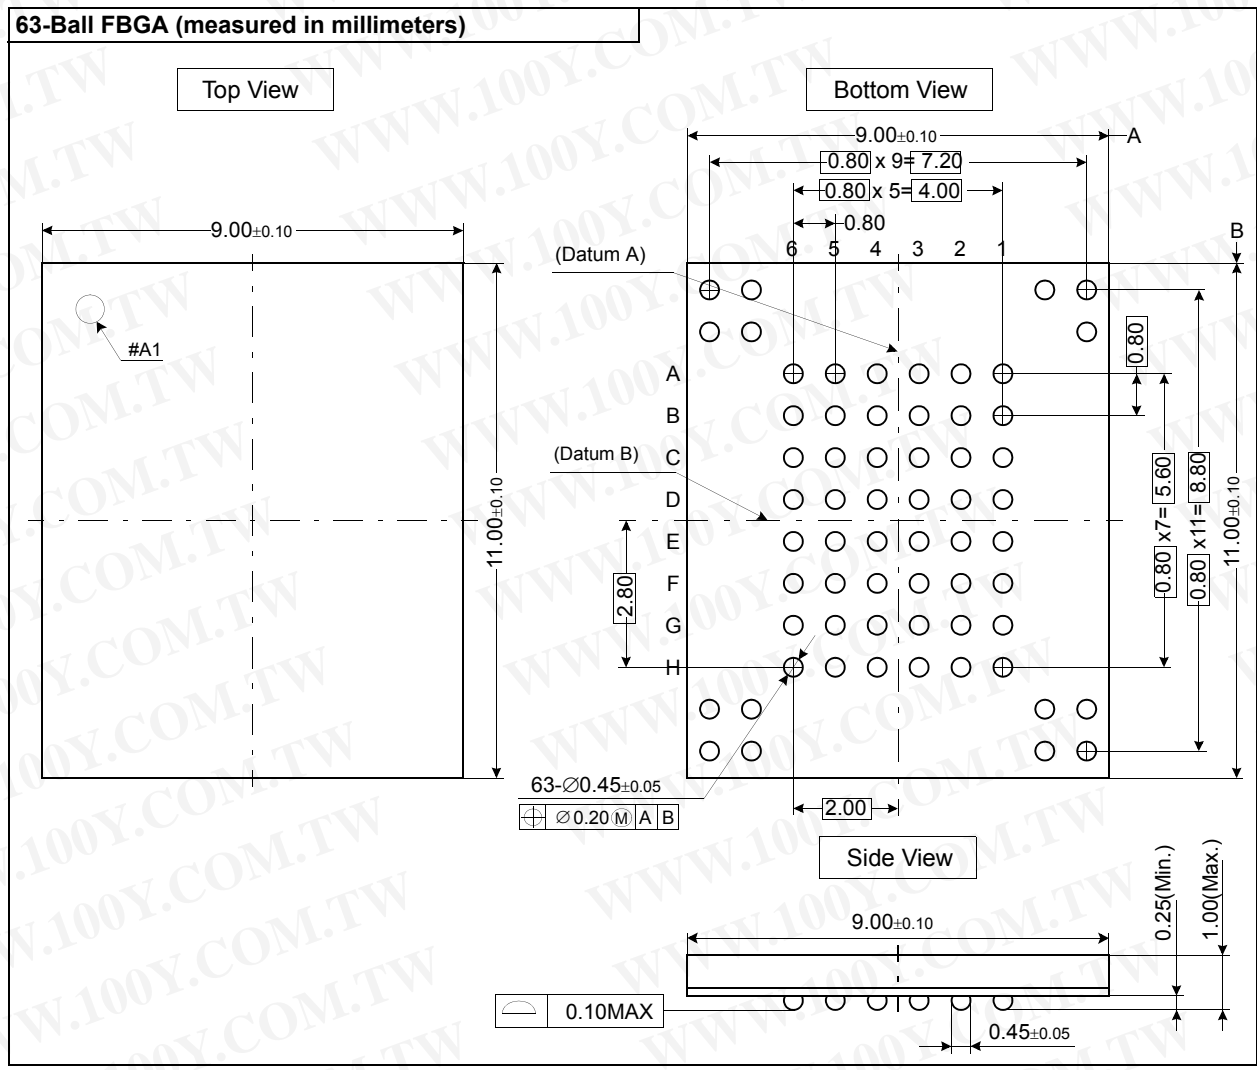 63-Ball FBGA (measured in millimeters)
Top View
Bottom View
9.00±0.10
A
0.80 x 9= 7.20
0.80 x 5= 4.00
0.80
B
9.00±0.10
6 5 4 3 2 1
(Datum A)
#A1
0.80
A
B
(Datum B)
C
D
E
F
G
H
11.00±0.10
2.80
0.80 x7= 5.60
0.80 x11= 8.80
11.00±0.10
63-∅0.45±0.05
∅0.20 Ⓜ A B
2.00
Side View
0.25(Min.)
1.00(Max.)
9.00±0.10
0.10MAX
0.45±0.05
WWW.100Y.COM.TW